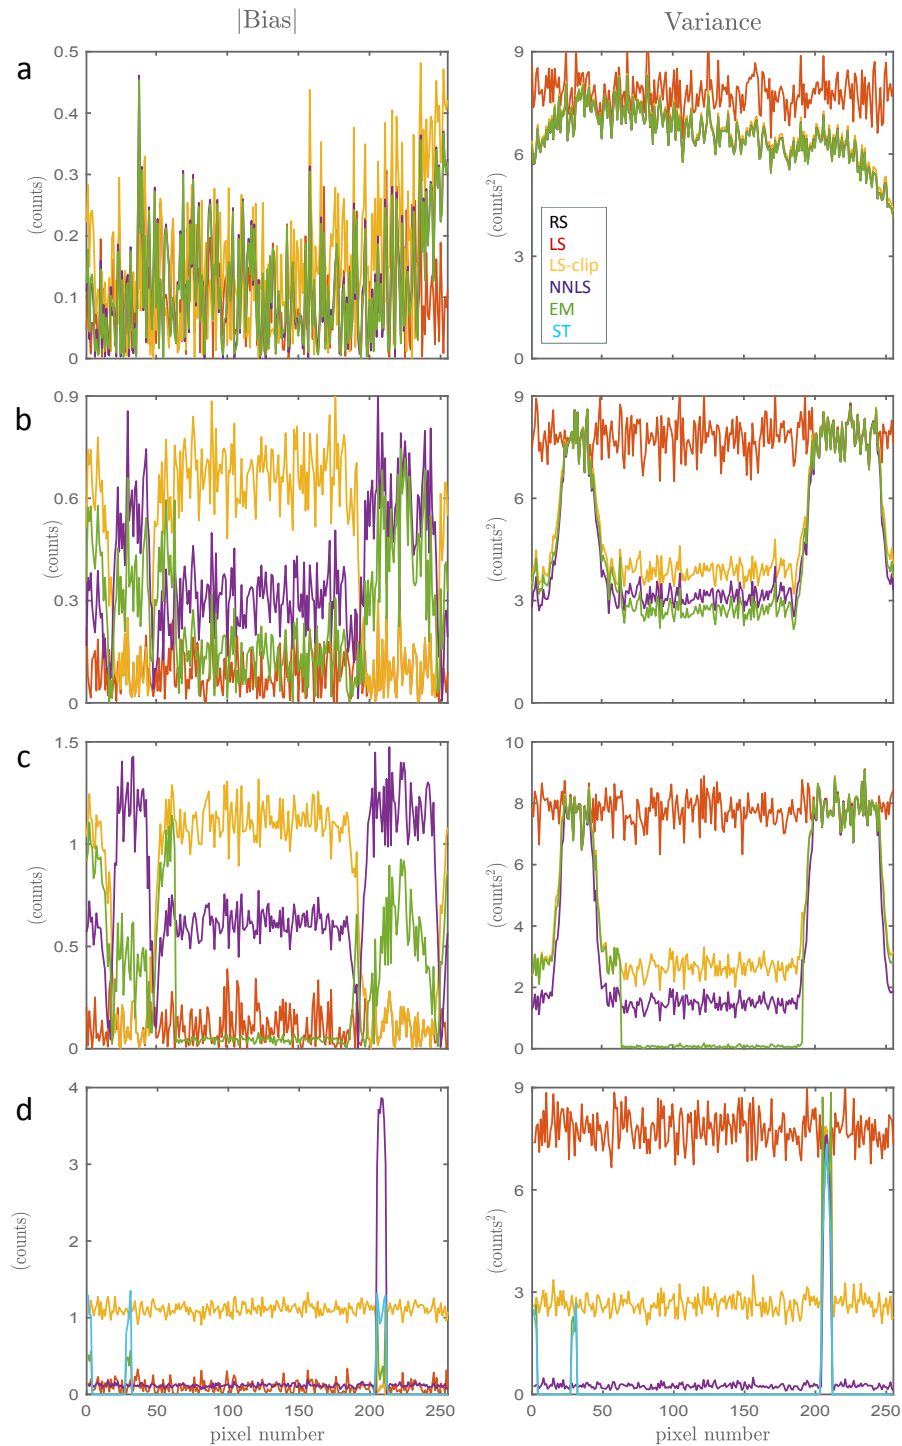 |Bias|
Variance
a
0.5
0.4
0.3
0.2
0.1
0
(counts)
9
6
3
0
(counts²)
RS
LS
LS-clip
NNLS
EM
ST
b
0.9
0.6
0.3
0
(counts)
9
6
3
0
(counts²)
c
1.5
1
0.5
0
(counts)
10
8
6
4
2
0
(counts²)
d
4
3
2
1
0
(counts)
0 50 100 150 200 250
pixel number
9
6
3
0
(counts²)
0 50 100 150 200 250
pixel number